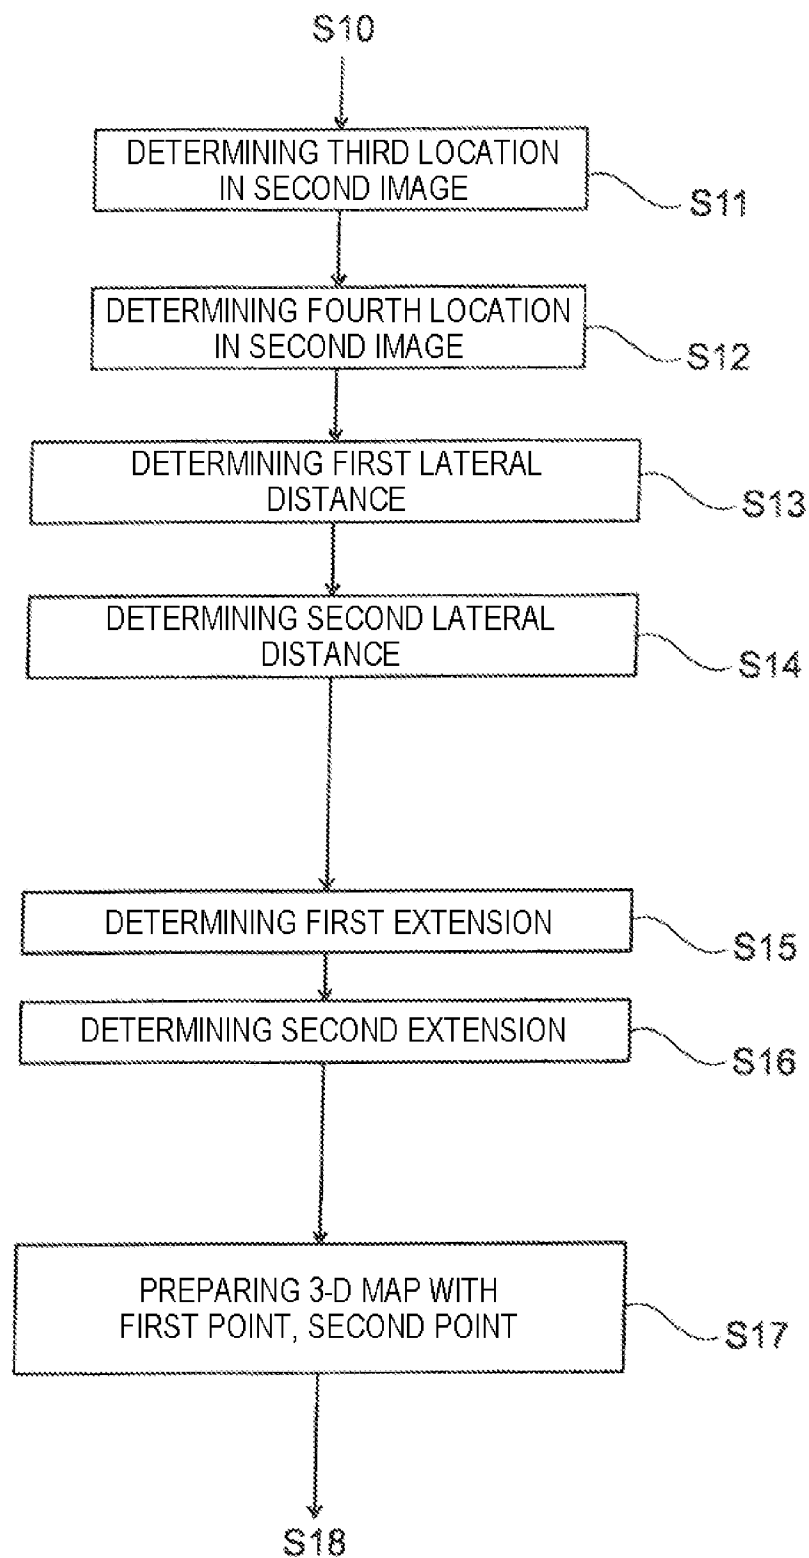 S10
DETERMINING THIRD LOCATION
IN SECOND IMAGE
S11
DETERMINING FOURTH LOCATION
IN SECOND IMAGE
S12
DETERMINING FIRST LATERAL
DISTANCE
S13
DETERMINING SECOND LATERAL
DISTANCE
S14
DETERMINING FIRST EXTENSION
S15
DETERMINING SECOND EXTENSION
S16
PREPARING 3-D MAP WITH
FIRST POINT, SECOND POINT
S17
S18